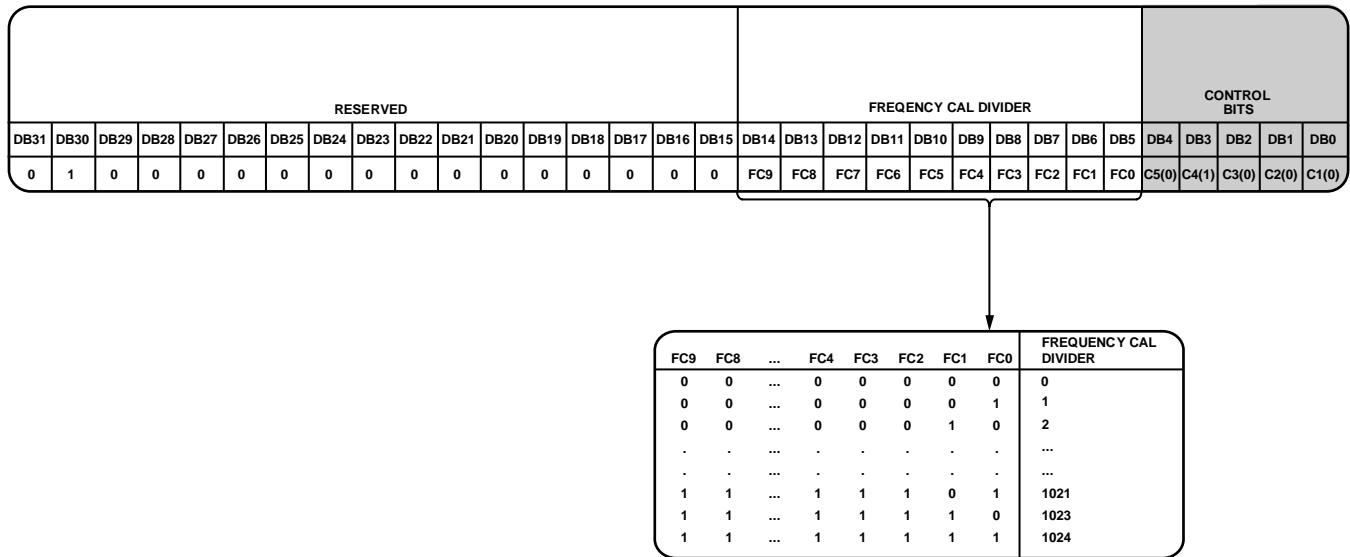 RESERVED FREQENCY CAL DIVIDER CONTROL BITS
DB31 DB30 DB29 DB28 DB27 DB26 DB25 DB24 DB23 DB22 DB21 DB20 DB19 DB18 DB17 DB16 DB15 DB14 DB13 DB12 DB11 DB10 DB9 DB8 DB7 DB6 DB5 DB4 DB3 DB2 DB1 DB0
0 1 0 0 0 0 0 0 0 0 0 0 0 0 0 0 0 FC9 FC8 FC7 FC6 FC5 FC4 FC3 FC2 FC1 FC0 C5(0) C4(1) C3(0) C2(0) C1(0)
FC9 FC8 ... FC4 FC3 FC2 FC1 FC0 FREQUENCY CAL DIVIDER
0 0 ... 0 0 0 0 0 0
0 0 ... 0 0 0 0 1 1
0 0 ... 0 0 0 1 0 2
. . ... . . . . . ...
. . ... . . . . . ...
1 1 ... 1 1 1 0 1 1021
1 1 ... 1 1 1 1 0 1023
1 1 ... 1 1 1 1 1 1024